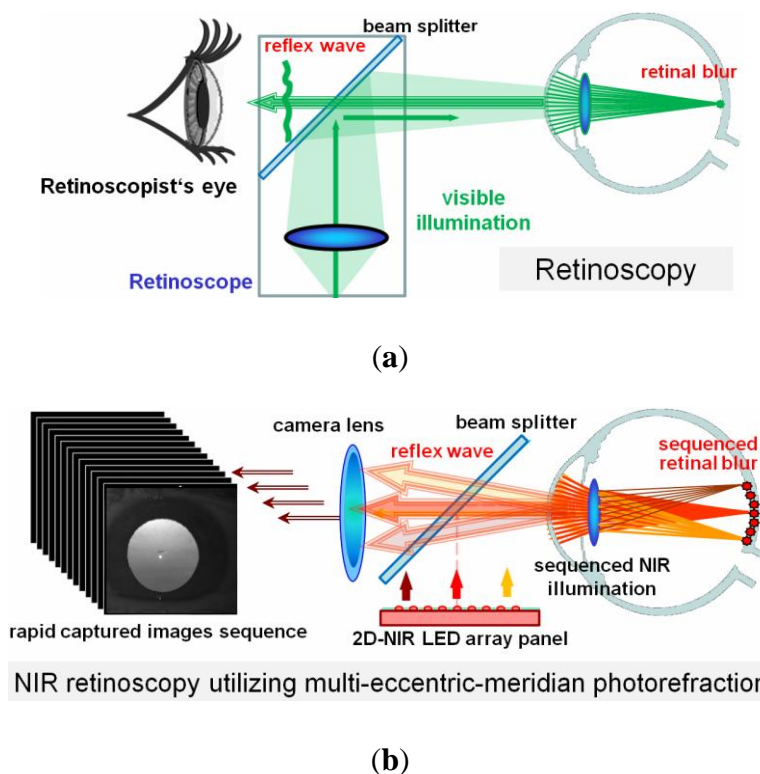 beam splitter
reflex wave
retinal blur
Retinoscopist‘s eye
visible
illumination
Retinoscope
Retinoscopy
(a)
beam splitter
camera lens
reflex wave
sequenced
retinal blur
sequenced NIR
illumination
rapid captured images sequence
2D-NIR LED array panel
NIR retinoscopy utilizing multi-eccentric-meridian photorefraction
(b)